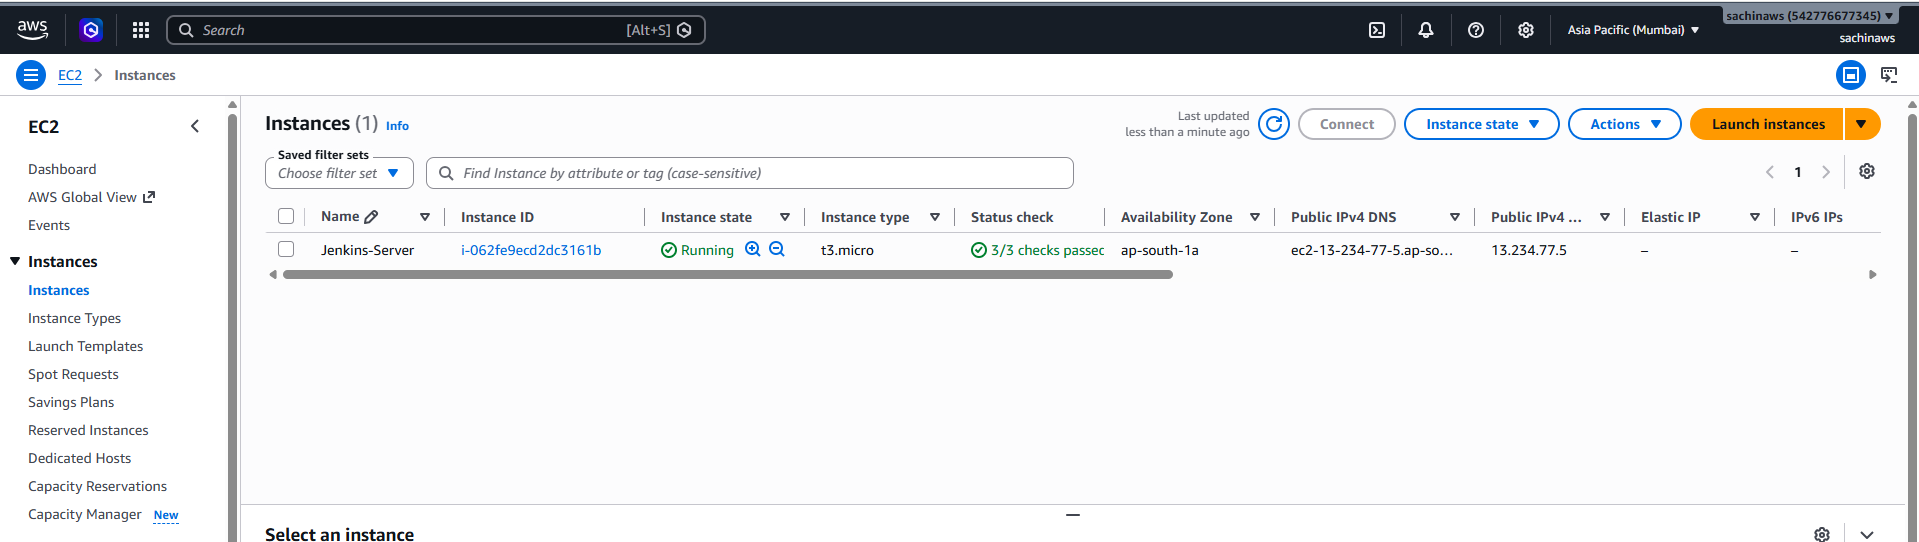 aws
Search [Alt+S]
Asia Pacific (Mumbai)
sachinaws (542776677345)
sachinaws
EC2 Instances
EC2
Dashboard
AWS Global View
Events
Instances
Instances
Instance Types
Launch Templates
Spot Requests
Savings Plans
Reserved Instances
Dedicated Hosts
Capacity Reservations
Capacity Manager New
Instances (1) Info
Last updated
less than a minute ago
Connect
Instance state
Actions
Launch instances
Saved filter sets
Choose filter set
Find Instance by attribute or tag (case-sensitive)
1
Name Instance ID Instance state Instance type Status check Availability Zone Public IPv4 DNS Public IPv4 ... Elastic IP IPv6 IPs
Jenkins-Server i-062fe9ecd2dc3161b Running t3.micro 3/3 checks passed ap-south-1a ec2-13-234-77-5.ap-so... 13.234.77.5 – –
Select an instance